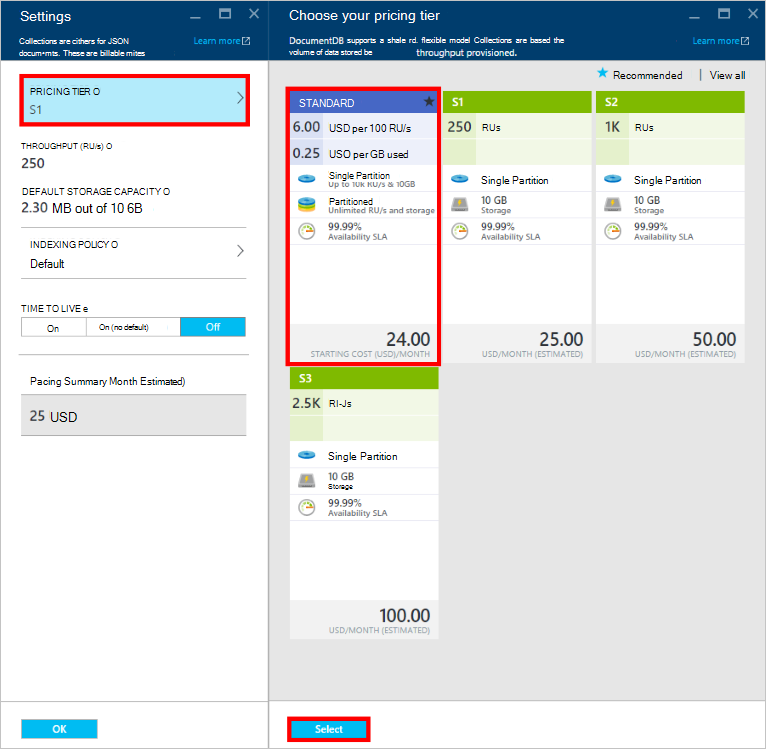 Settings
Collections are cithers for JSON
docum•mts. These are billable mites
Learn more
PRICING TIER O
S1
THROUGHPUT (RU/s) O
250
DEFAULT STORAGE CAPACITY O
2.30 MB out of 10 6B
INDEXING POLICY O
Default
TIME TO LIVE e
On
On (no default)
Off
Pacing Summary Month Estimated)
25 USD
OK
Choose your pricing tier
DocumentDB supports a shale rd. flexible model Collections are based the
volume of data stored be throughput provisioned.
Learn more
Recommended | View all
STANDARD
6.00 USD per 100 RU/s
0.25 USO per GB used
Single Partition
Up to 10k RU/s & 10GB
Partitioned
Unlimited RU/s and storage
99.99%
Availability SLA
24.00
STARTING COST (USD)/MONTH
S1
250 RUs
Single Partition
10 GB
Storage
99.99%
Availability SLA
25.00
USD/MONTH (ESTIMATED)
S2
1K RUs
Single Partition
10 GB
Storage
99.99%
Availability SLA
50.00
USD/MONTH (ESTIMATED)
S3
2.5K RI-Js
Single Partition
10 GB
Storage
99.99%
Availability SLA
100.00
USD/MONTH (ESTIMATED)
Select